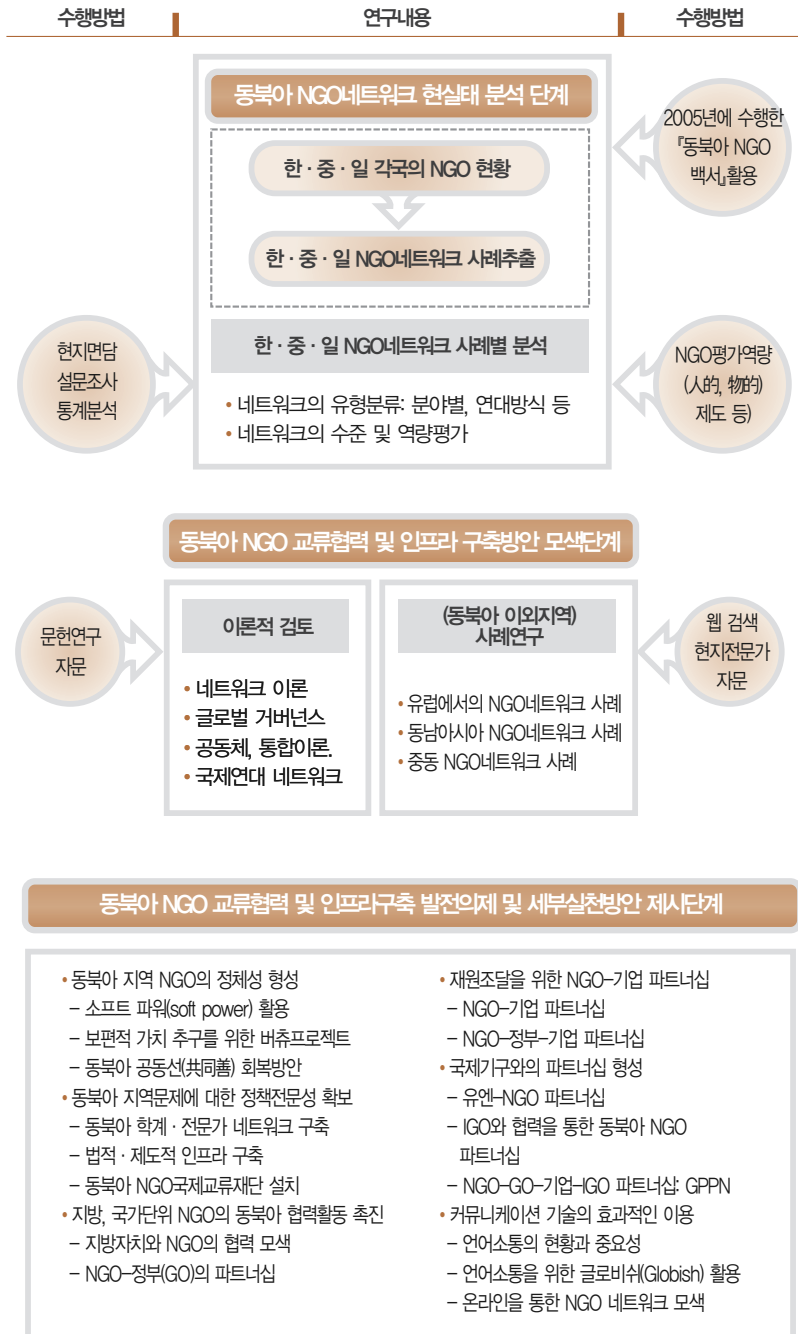 수행방법
연구내용
수행방법
동북아 NGO네트워크 현실태 분석 단계
한 · 중 · 일 각국의 NGO 현황
한 · 중 · 일 NGO네트워크 사례추출
2005년에 수행한
『동북아 NGO
백서』활용
한 · 중 · 일 NGO네트워크 사례별 분석
• 네트워크의 유형분류: 분야별, 연대방식 등
• 네트워크의 수준 및 역량평가
현지면담
설문조사
통계분석
NGO평가역량
(人的, 物的)
제도 등)
동북아 NGO 교류협력 및 인프라 구축방안 모색단계
문헌연구
자문
이론적 검토
• 네트워크 이론
• 글로벌 거버넌스
• 공동체, 통합이론.
• 국제연대 네트워크
(동북아 이외지역)
사례연구
• 유럽에서의 NGO네트워크 사례
• 동남아시아 NGO네트워크 사례
• 중동 NGO네트워크 사례
웹 검색
현지전문가
자문
동북아 NGO 교류협력 및 인프라구축 발전의제 및 세부실천방안 제시단계
• 동북아 지역 NGO의 정체성 형성
– 소프트 파워(soft power) 활용
– 보편적 가치 추구를 위한 버츄프로젝트
– 동북아 공동선(共同善) 회복방안
• 동북아 지역문제에 대한 정책전문성 확보
– 동북아 학계 · 전문가 네트워크 구축
– 법적 · 제도적 인프라 구축
– 동북아 NGO국제교류재단 설치
• 지방, 국가단위 NGO의 동북아 협력활동 촉진
– 지방자치와 NGO의 협력 모색
– NGO–정부(GO)의 파트너십
• 재원조달을 위한 NGO–기업 파트너십
– NGO–기업 파트너십
– NGO–정부–기업 파트너십
• 국제기구와의 파트너십 형성
– 유엔–NGO 파트너십
– IGO와 협력을 통한 동북아 NGO
파트너십
– NGO–GO–기업–IGO 파트너십: GPPN
• 커뮤니케이션 기술의 효과적인 이용
– 언어소통의 현황과 중요성
– 언어소통을 위한 글로비쉬(Globish) 활용
– 온라인을 통한 NGO 네트워크 모색